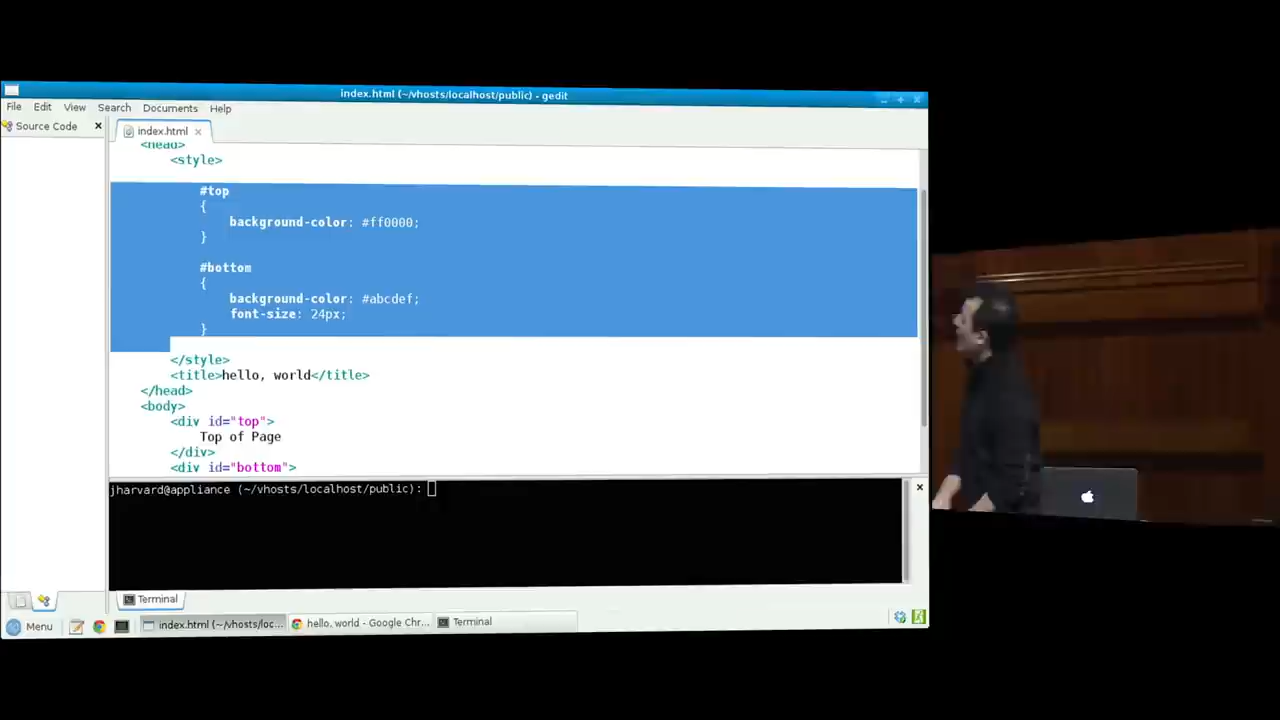 index.html (~/vhosts/localhost/public) - gedit
File Edit View Search Documents Help
Source Code
index.html
<head>
<style>
#top
{
background-color: #ff0000;
}
#bottom
{
background-color: #abcdef;
font-size: 24px;
}
</style>
<title>hello, world</title>
</head>
<body>
<div id="top">
Top of Page
</div>
<div id="bottom">
jharvard@appliance (~/vhosts/localhost/public):
Terminal
Menu index.html (~/vhosts/loc... hello, world - Google Chr... Terminal